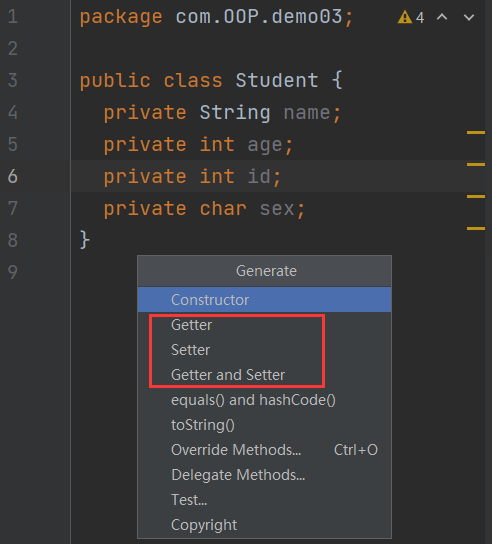 1 package com.OOP.demo03; 4
2
3 public class Student {
4 private String name;
5 private int age;
6 private int id;
7 private char sex;
8 }
9
Generate
Constructor
Getter
Setter
Getter and Setter
equals() and hashCode()
toString()
Override Methods... Ctrl+O
Delegate Methods...
Test...
Copyright